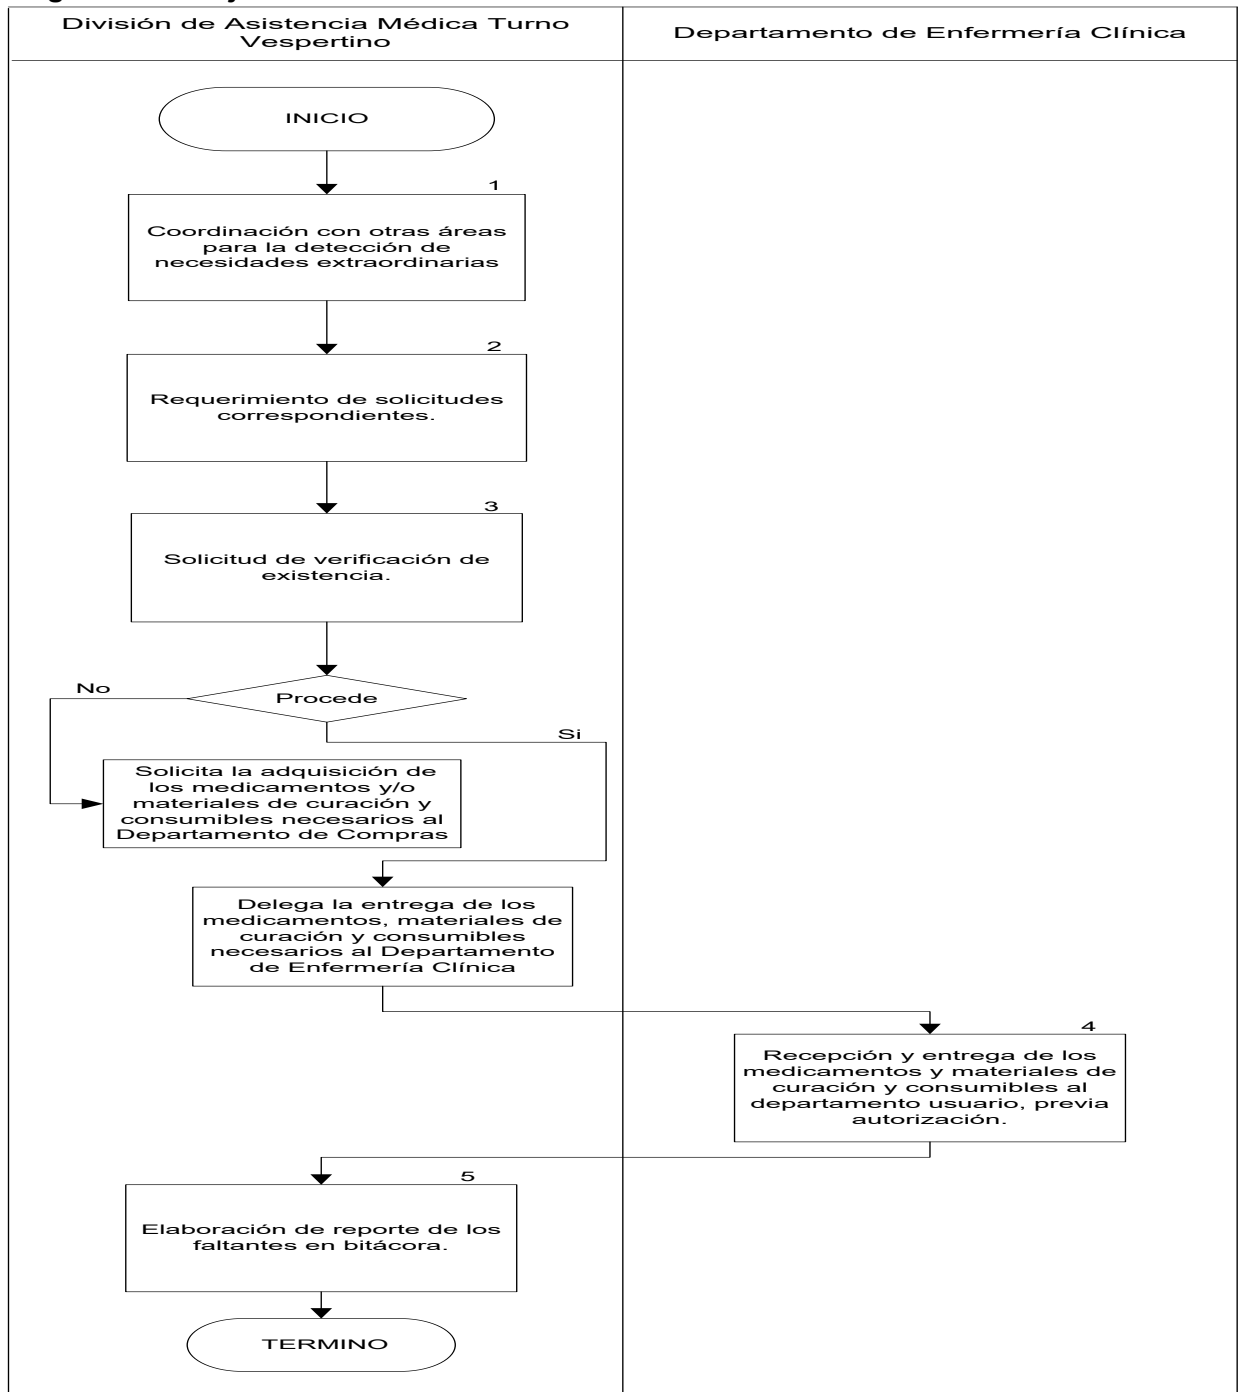 División de Asistencia Médica Turno
Vespertino
Departamento de Enfermería Clínica
INICIO
1
Coordinación con otras áreas
para la detección de
necesidades extraordinarias
2
Requerimiento de solicitudes
correspondientes.
3
Solicitud de verificación de
existencia.
Procede
No
Si
Solicita la adquisición de
los medicamentos y/o
materiales de curación y
consumibles necesarios al
Departamento de Compras
Delega la entrega de los
medicamentos, materiales de
curación y consumibles
necesarios al Departamento
de Enfermería Clínica
4
Recepción y entrega de los
medicamentos y materiales de
curación y consumibles al
departamento usuario, previa
autorización.
5
Elaboración de reporte de los
faltantes en bitácora.
TERMINO